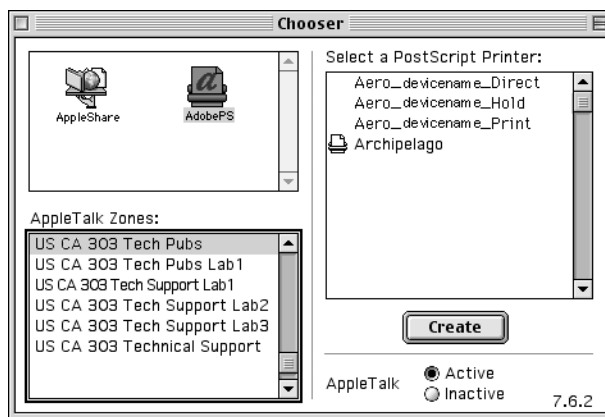 Chooser
AppleShare
AdobePS
AppleTalk Zones:
US CA 303 Tech Pubs
US CA 303 Tech Pubs Lab1
US CA 303 Tech Support Lab1
US CA 303 Tech Support Lab2
US CA 303 Tech Support Lab3
US CA 303 Technical Support
Select a PostScript Printer:
Aero_devicename_Direct
Aero_devicename_Hold
Aero_devicename_Print
Archipelago
Create
AppleTalk
Active
Inactive
7.6.2